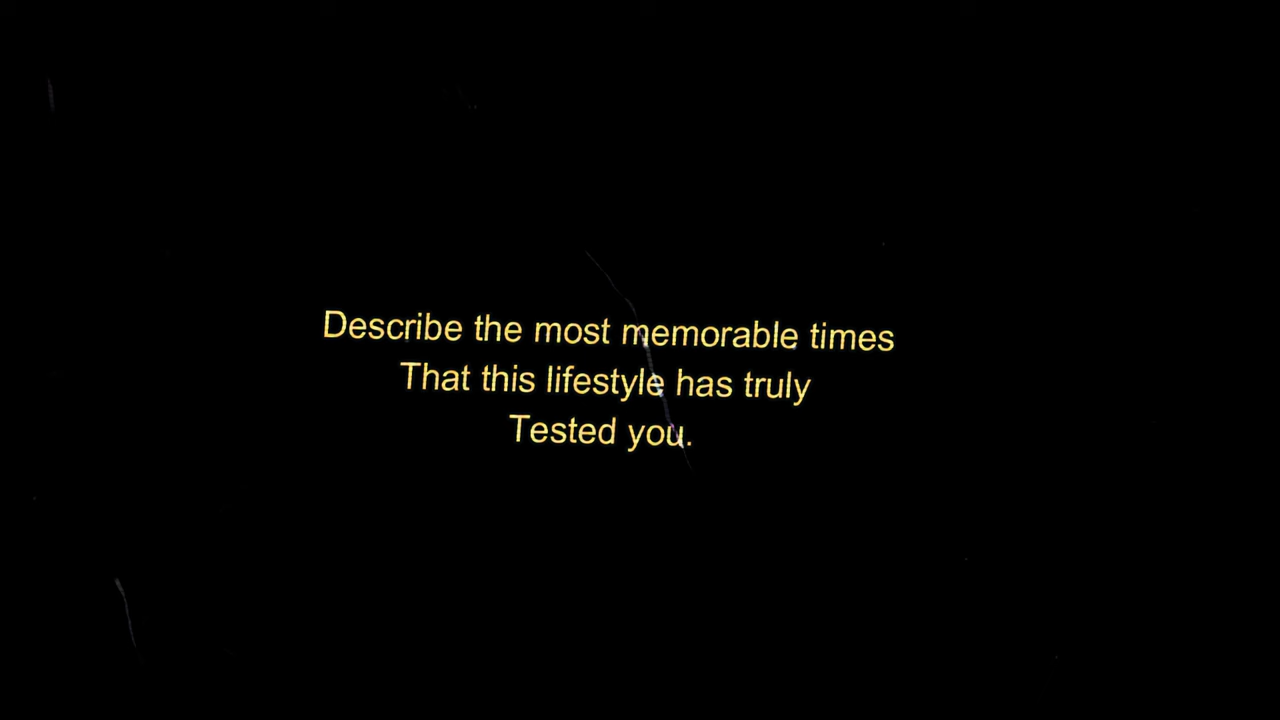 Describe the most memorable times
That this lifestyle has truly
Tested you.